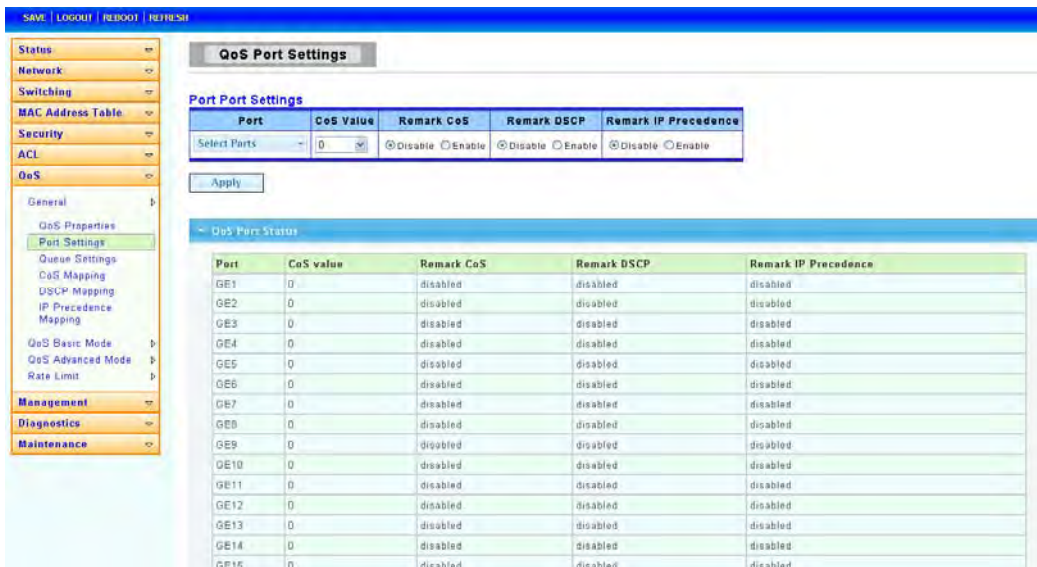 SAVE | LOGOUT | REBOOT | REFRESH
Status
Network
Switching
MAC Address Table
Security
ACL
QoS
General
QoS Properties
Port Settings
Queue Settings
CoS Mapping
DSCP Mapping
IP Precedence
Mapping
QoS Basic Mode
QoS Advanced Mode
Rate Limit
Management
Diagnostics
Maintenance
QoS Port Settings
Port Port Settings
Port CoS Value Remark CoS Remark DSCP Remark IP Precedence
Select Ports 0 Disable Enable Disable Enable Disable Enable
Apply
QoS Port Status
Port CoS value Remark CoS Remark DSCP Remark IP Precedence
GE1 0 disabled disabled disabled
GE2 0 disabled disabled disabled
GE3 0 disabled disabled disabled
GE4 0 disabled disabled disabled
GE5 0 disabled disabled disabled
GE6 0 disabled disabled disabled
GE7 0 disabled disabled disabled
GE8 0 disabled disabled disabled
GE9 0 disabled disabled disabled
GE10 0 disabled disabled disabled
GE11 0 disabled disabled disabled
GE12 0 disabled disabled disabled
GE13 0 disabled disabled disabled
GE14 0 disabled disabled disabled
GE15 0 disabled disabled disabled